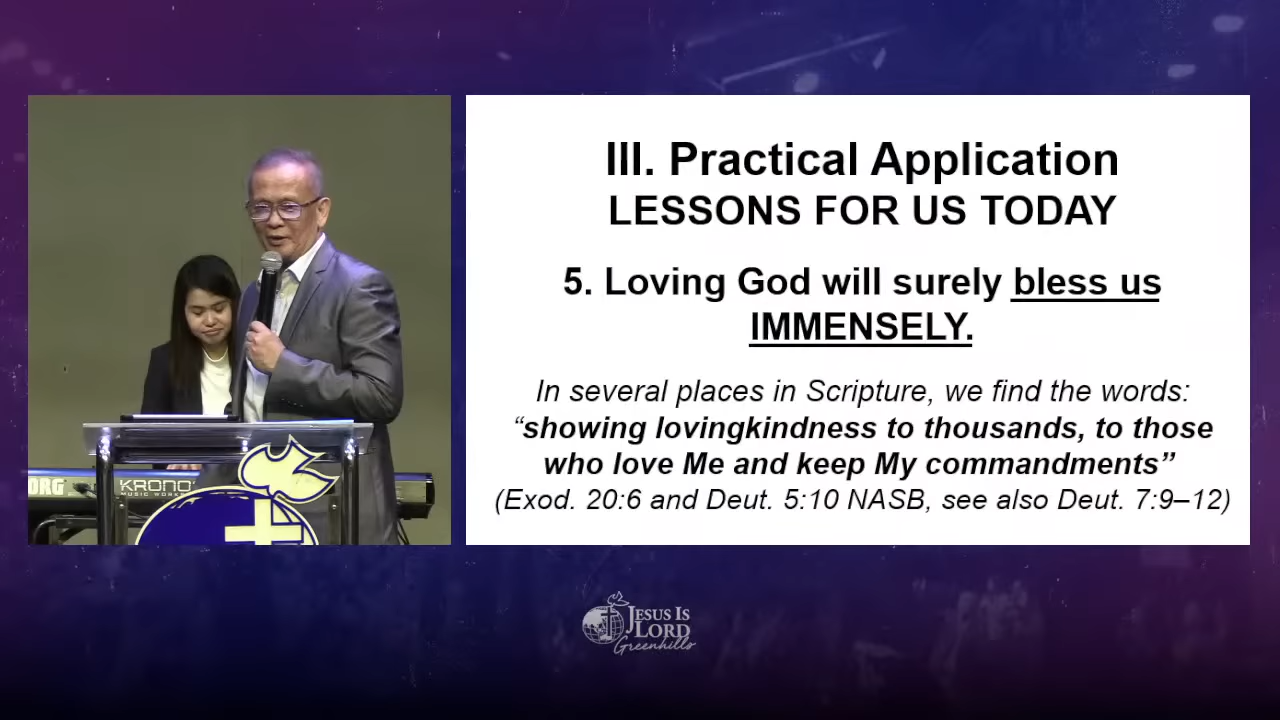 III. Practical Application
LESSONS FOR US TODAY
5. Loving God will surely bless us
IMMENSELY.
In several places in Scripture, we find the words:
“showing lovingkindness to thousands, to those
who love Me and keep My commandments”
(Exod. 20:6 and Deut. 5:10 NASB, see also Deut. 7:9–12)
ORG
KRONO
JESUS IS
LORD
Greenhills